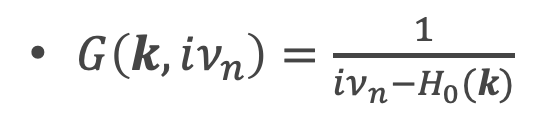 • G(k, iν_n) = 1 / (iν_n − H_0(k))